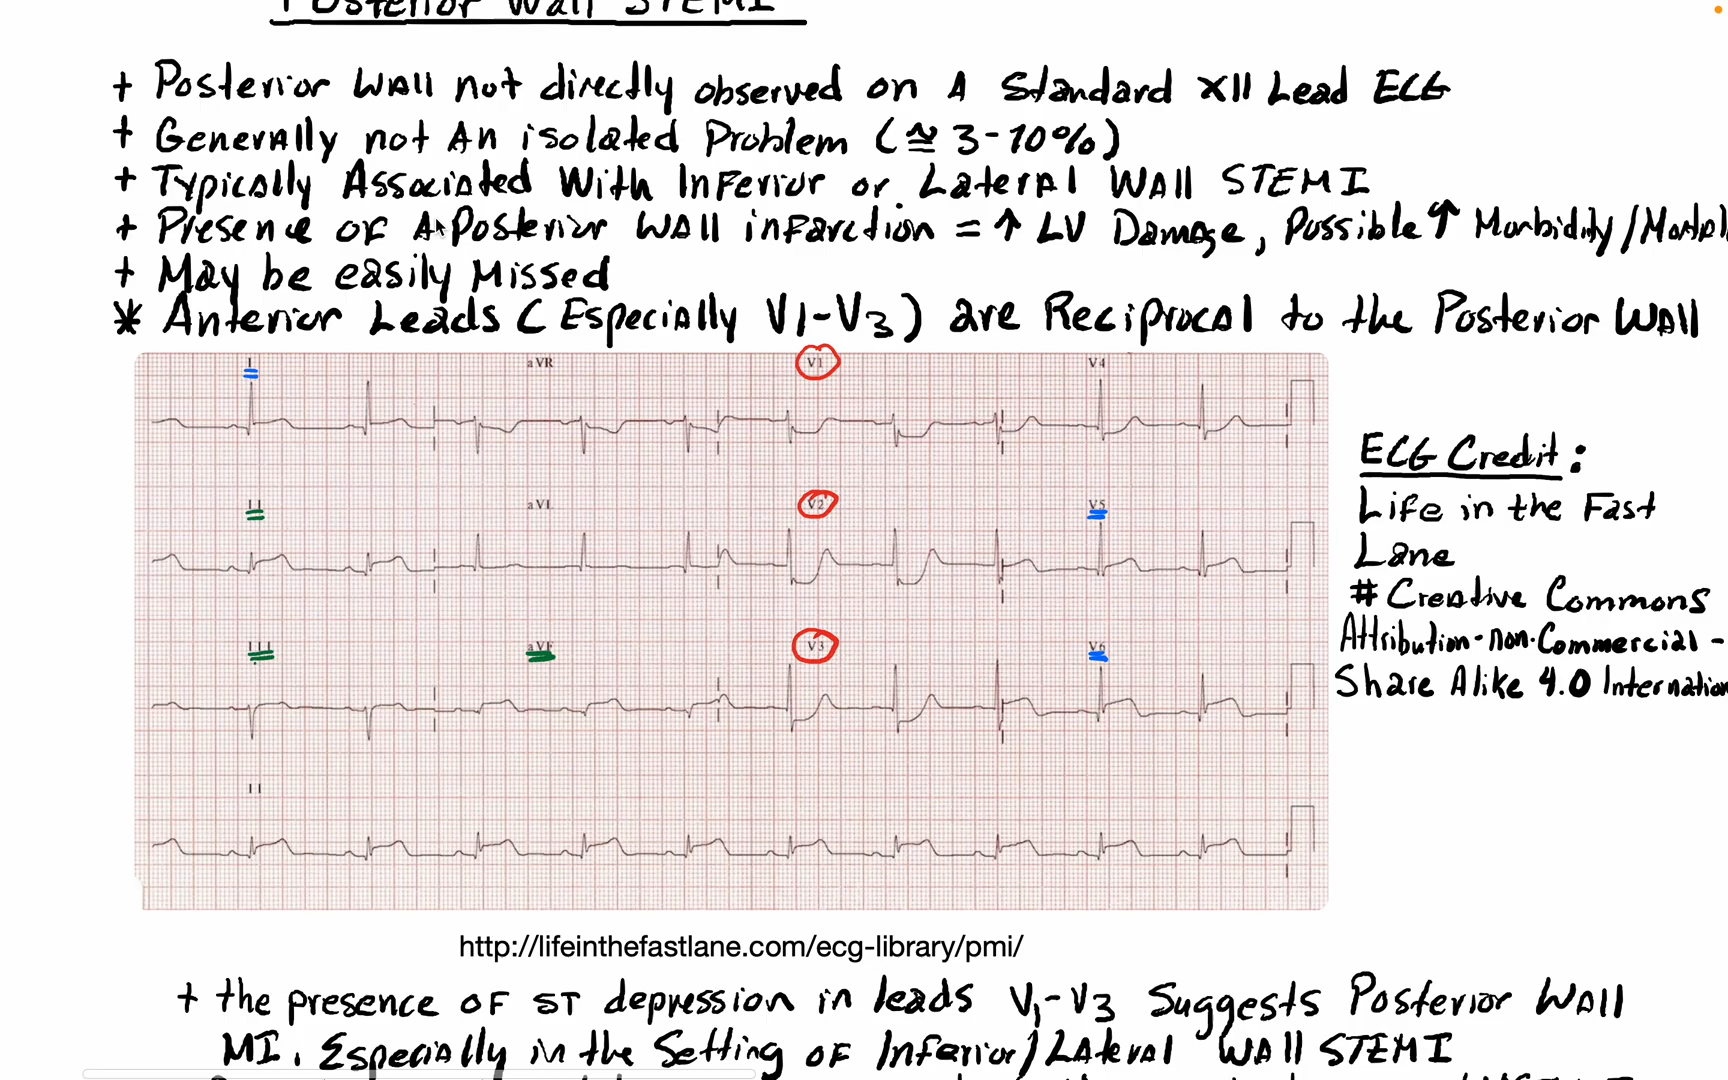 Posterior Wall STEMI
+ Posterior Wall not directly observed on A Standard XII Lead ECG
+ Generally not An isolated Problem (≅ 3-10%)
+ Typically Associated With Inferior or Lateral Wall STEMI
+ Presence of A Posterior Wall infarction = ↑ LV Damage, Possible ↑ Morbidity/
+ May be easily Missed
* Anterior Leads (Especially V1-V3) are Reciprocal to the Posterior Wall
I aVR V1 V4
II aVL V2 V5
III aVF V3 V6
II
ECG Credit:
Life in the Fast
Lane
# Creative Commons
Attribution-non-Commercial-
Share Alike 4.0 Internation
http://lifeinthefastlane.com/ecg-library/pmi/
+ the presence of ST depression in leads V1-V3 Suggests Posterior Wall
MI. Especially in the Setting of Inferior/Lateral Wall STEMI